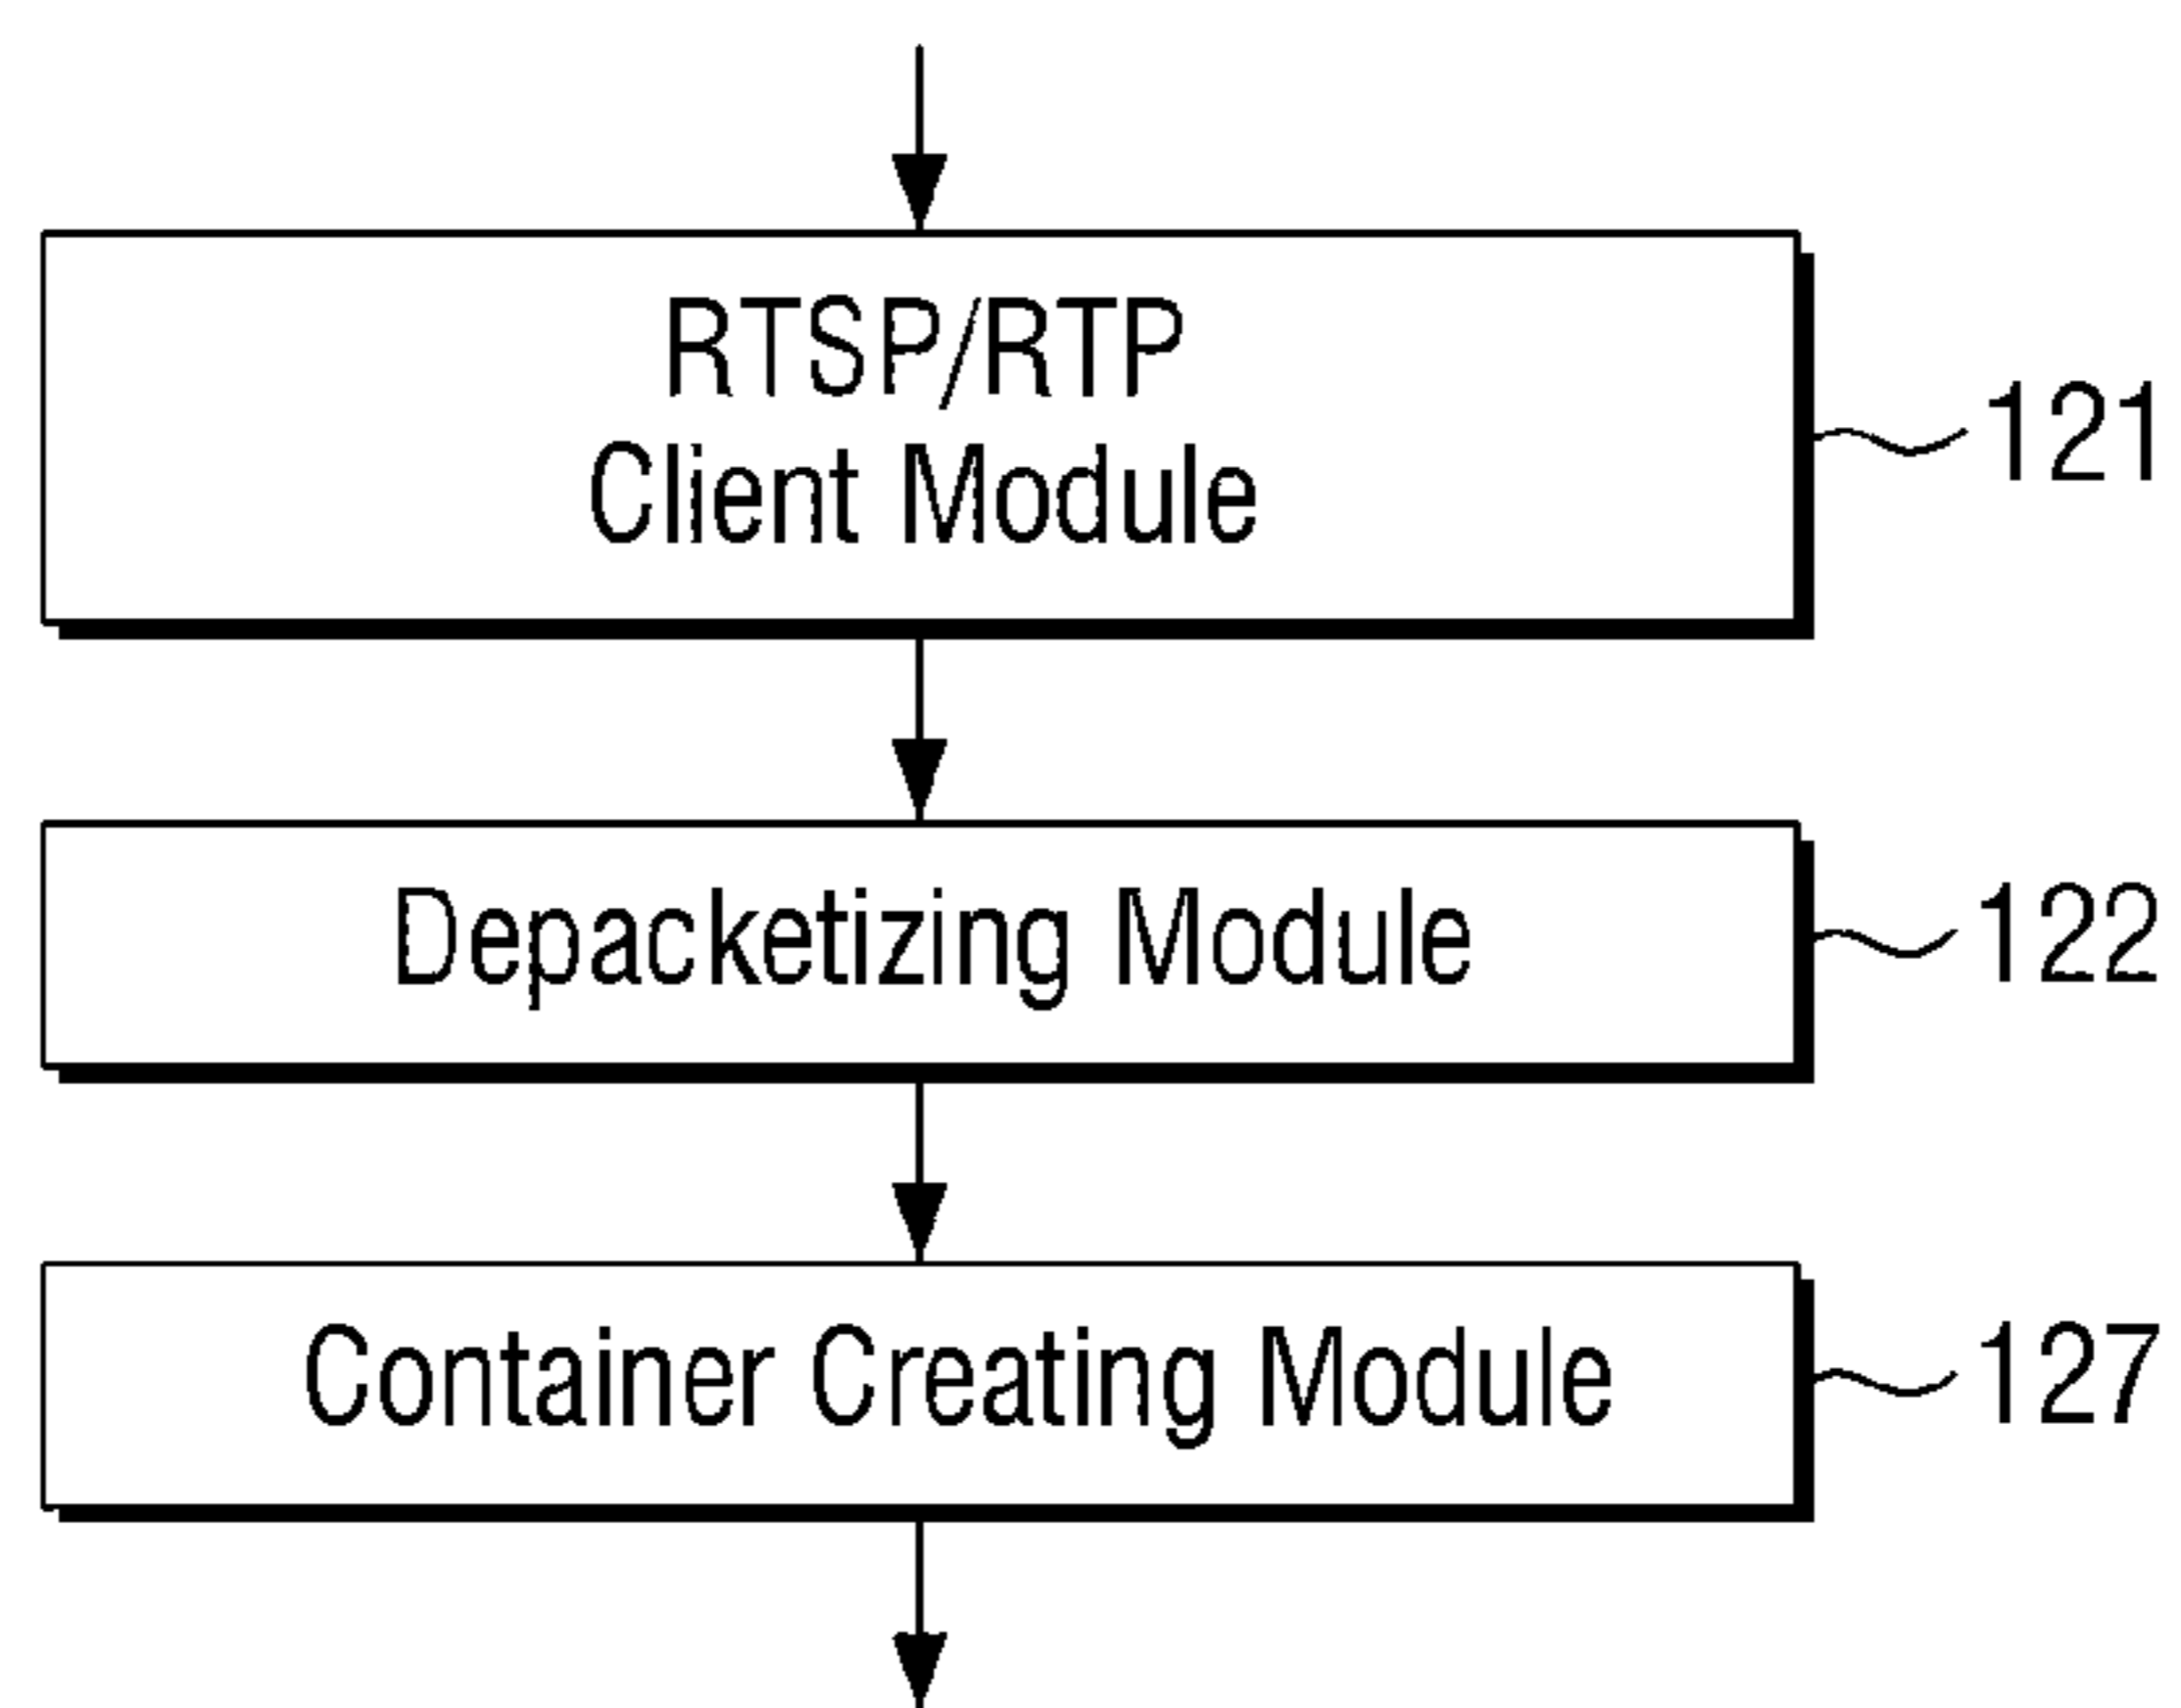 RTSP/RTP
Client Module
121
Depacketizing Module
122
Container Creating Module
127